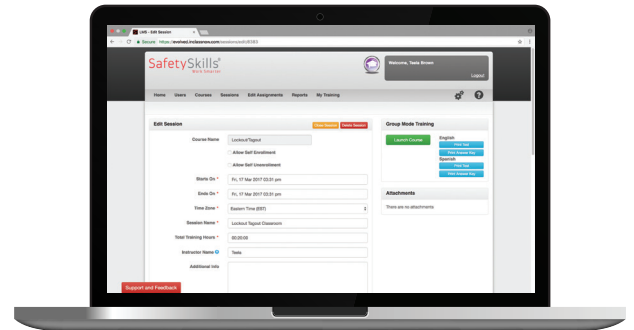 LMS - Edit Session
Secure https://evolved.inclassnow.com/sessions/edit/8385
SafetySkills®
Work Smarter
Welcome, Teela Brown
Logout
Home Users Courses Sessions Edit Assignments Reports My Training
Edit Session
Delete Session
Course Name
Lockout/Tagout
Allow Self Enrollment
Allow Self Unenrollment
Starts On *
Fri, 17 Mar 2017 03:31 pm
Ends On *
Fri, 17 Mar 2017 03:31 pm
Time Zone *
Eastern Time (EST)
Session Name *
Lockout Tagout Classroom
Total Training Hours *
00:20:00
Instructor Name
Teela
Additional Info
Group Mode Training
Launch Course
English
Print Test
Print Answer Key
Spanish
Print Test
Print Answer Key
Attachments
There are no attachments
Support and Feedback